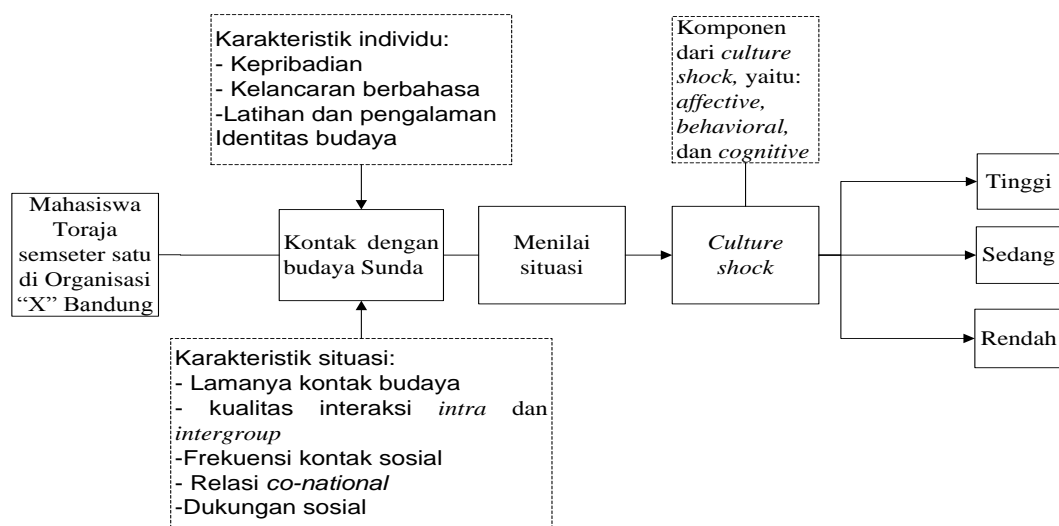 Karakteristik individu:
- Kepribadian
- Kelancaran berbahasa
-Latihan dan pengalaman
Identitas budaya
Komponen
dari culture
shock, yaitu:
affective,
behavioral,
dan cognitive
Mahasiswa
Toraja
semseter satu
di Organisasi
“X” Bandung
Kontak dengan
budaya Sunda
Menilai
situasi
Culture
shock
Tinggi
Sedang
Rendah
Karakteristik situasi:
- Lamanya kontak budaya
- kualitas interaksi intra dan
intergroup
-Frekuensi kontak sosial
- Relasi co-national
-Dukungan sosial